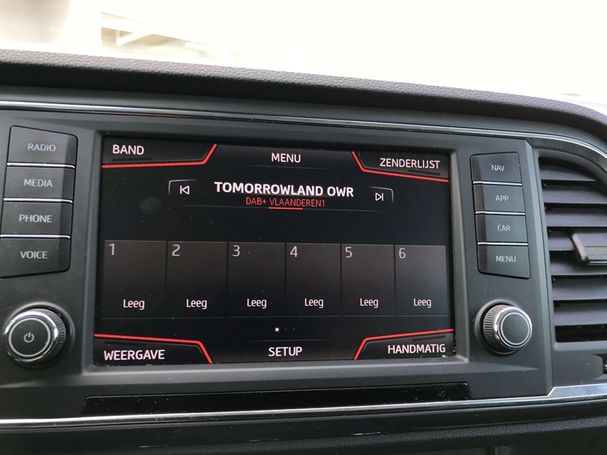 RADIO
MEDIA
PHONE
VOICE
BAND
MENU
ZENDERLIJST
TOMORROWLAND OWR
DAB+ VLAANDEREN1
1 2 3 4 5 6
Leeg Leeg Leeg Leeg Leeg Leeg
WEERGAVE
SETUP
HANDMATIG
NAV
APP
CAR
MENU